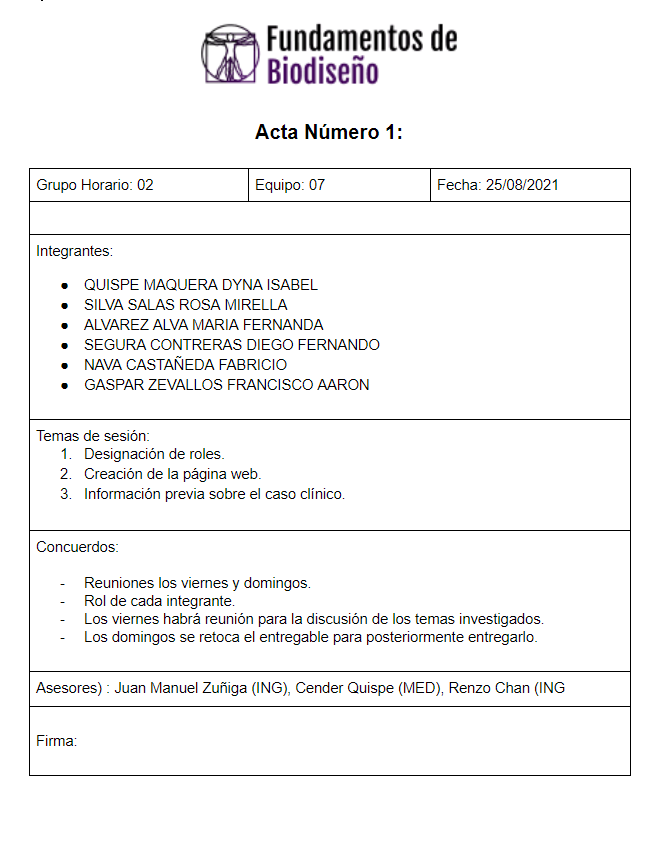 Fundamentos de
Biodiseño
Acta Número 1:
Grupo Horario: 02
Equipo: 07
Fecha: 25/08/2021
Integrantes:
● QUISPE MAQUERA DYNA ISABEL
● SILVA SALAS ROSA MIRELLA
● ALVAREZ ALVA MARIA FERNANDA
● SEGURA CONTRERAS DIEGO FERNANDO
● NAVA CASTAÑEDA FABRICIO
● GASPAR ZEVALLOS FRANCISCO AARON
Temas de sesión:
1. Designación de roles.
2. Creación de la página web.
3. Información previa sobre el caso clínico.
Concuerdos:
- Reuniones los viernes y domingos.
- Rol de cada integrante.
- Los viernes habrá reunión para la discusión de los temas investigados.
- Los domingos se retoca el entregable para posteriormente entregarlo.
Asesores) : Juan Manuel Zuñiga (ING), Cender Quispe (MED), Renzo Chan (ING
Firma: